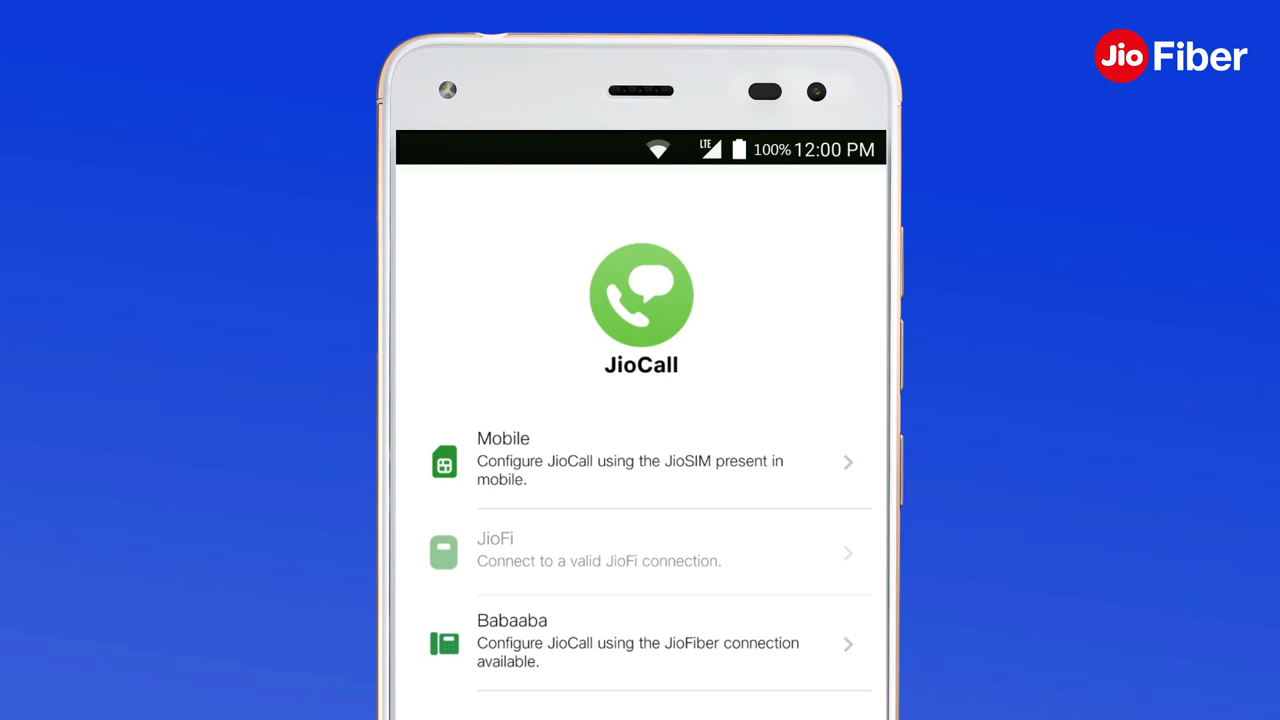 Jio Fiber
LTE 100% 12:00 PM
JioCall
Mobile
Configure JioCall using the JioSIM present in
mobile.
JioFi
Connect to a valid JioFi connection.
Babaaba
Configure JioCall using the JioFiber connection
available.